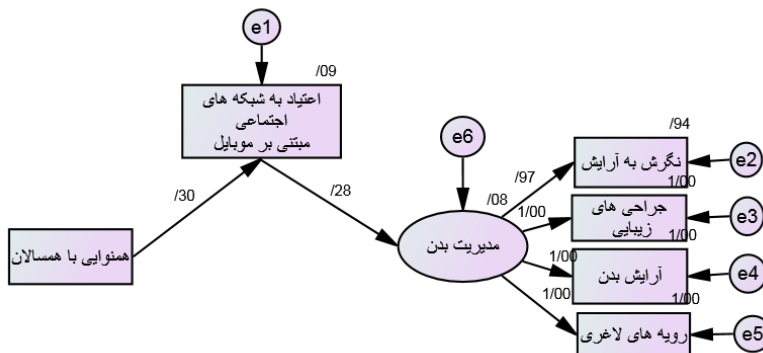 e1
/09
اعتیاد به شبکه های
اجتماعی
مبتنی بر موبایل
/30
همنوایی با همسالان
/28
e6
/08
مدیریت بدن
/97
/94
نگرش به آرایش
e2
1/00
1/00
جراحی های
زیبایی
e3
1/00
1/00
آرایش بدن
e4
1/00
1/00
رویه های لاغری
e5